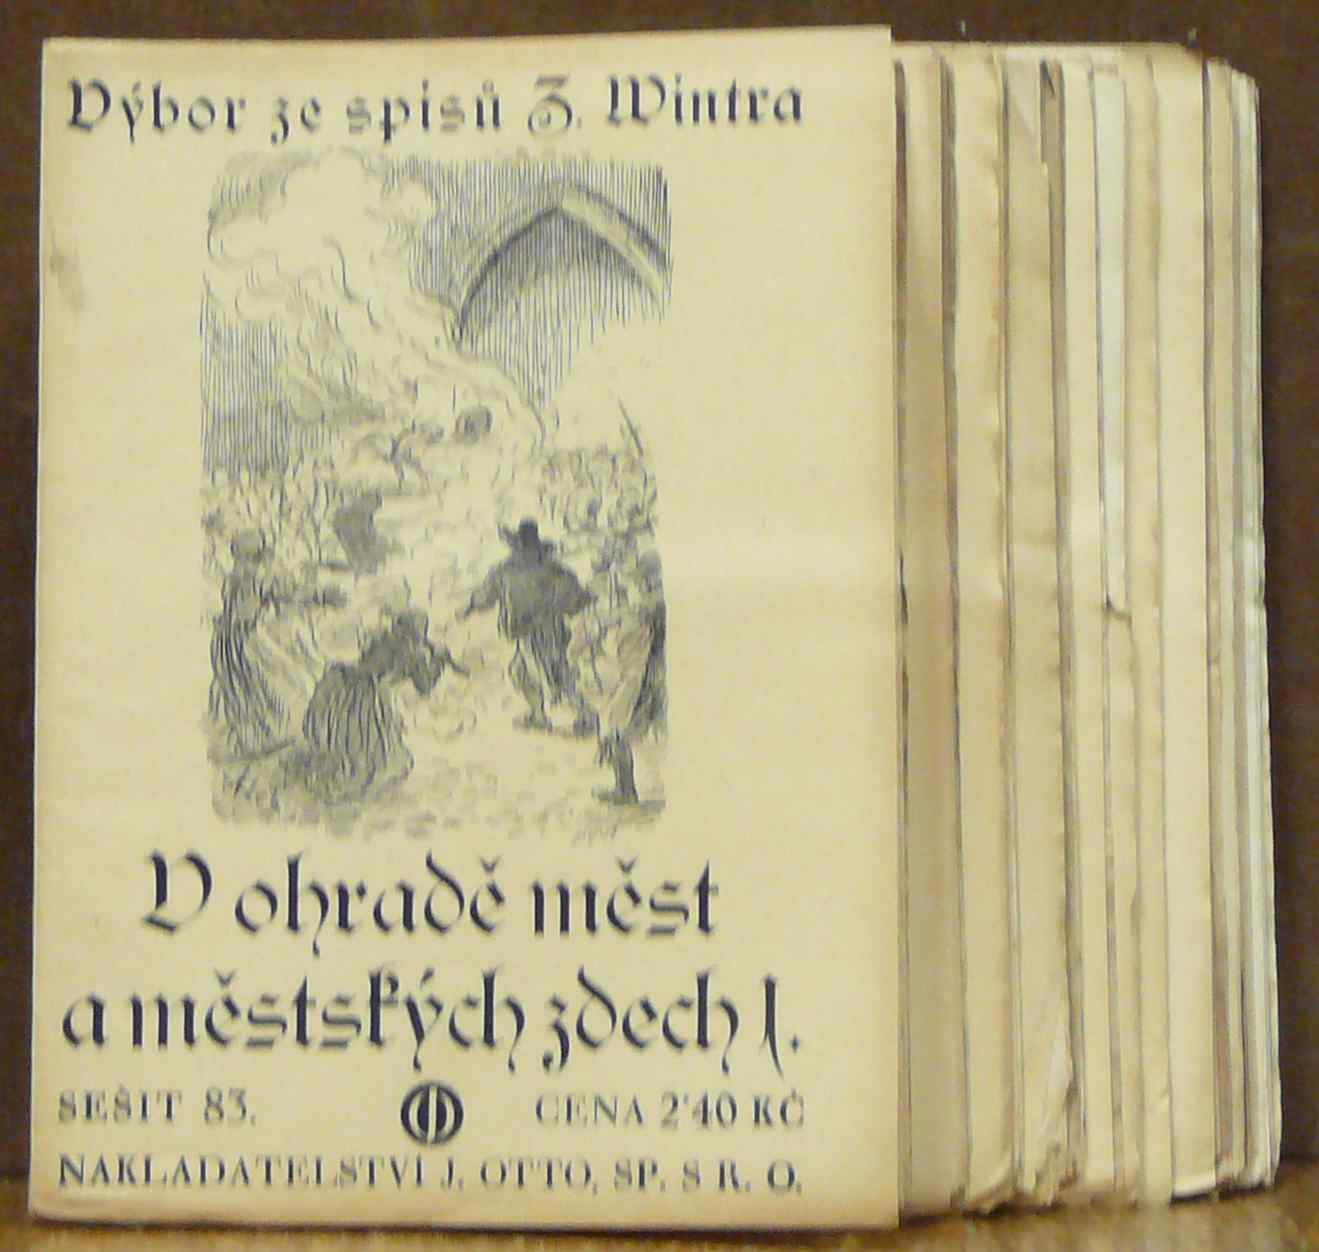 Výbor ze spisů Z. Wintra
V ohradě měst
a městských zdech I.
SEŠIT 83. CENA 2'40 KČ
NAKLADATELSTVÍ J. OTTO, SP. S R. O.